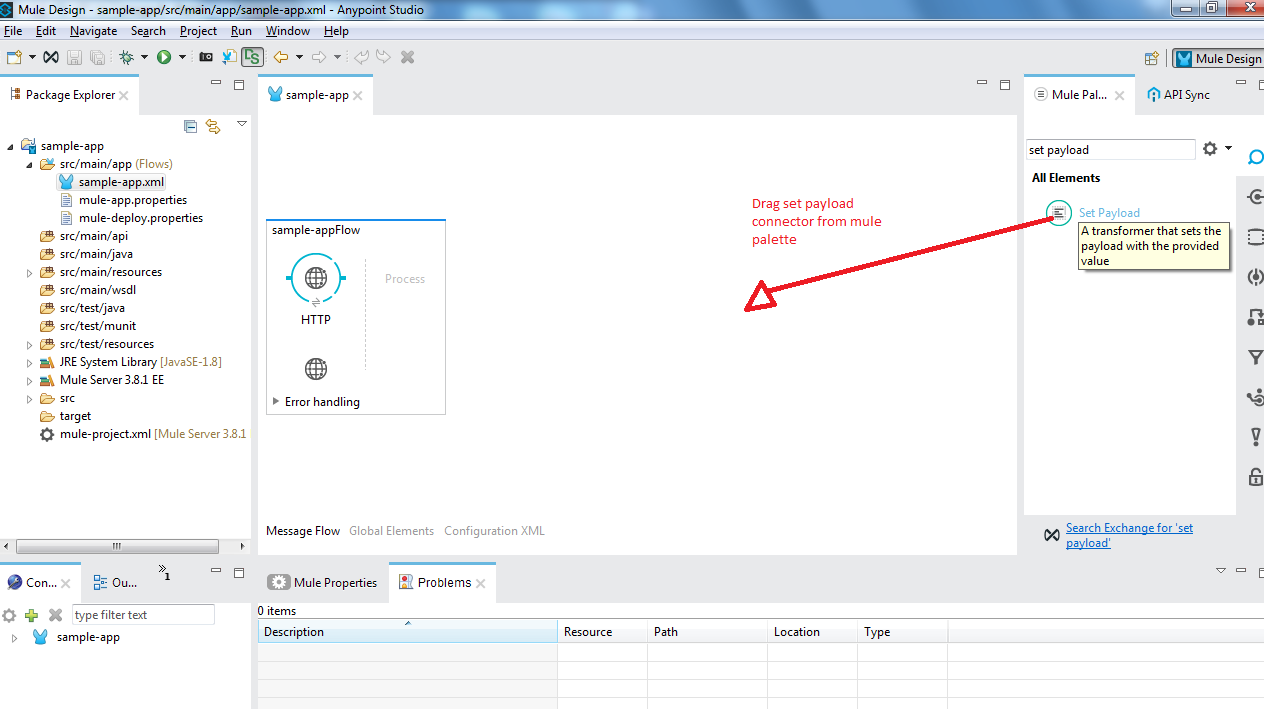 Mule Design - sample-app/src/main/app/sample-app.xml - Anypoint Studio
File Edit Navigate Search Project Run Window Help
Mule Design
Package Explorer
sample-app
src/main/app (Flows)
sample-app.xml
mule-app.properties
mule-deploy.properties
src/main/api
src/main/java
src/main/resources
src/main/wsdl
src/test/java
src/test/munit
src/test/resources
JRE System Library [JavaSE-1.8]
Mule Server 3.8.1 EE
src
target
mule-project.xml [Mule Server 3.8.1
sample-app
sample-appFlow
HTTP
Process
Error handling
Drag set payload
connector from mule
palette
Message Flow Global Elements Configuration XML
Mule Pal... API Sync
set payload
All Elements
Set Payload
A transformer that sets the
payload with the provided
value
Search Exchange for 'set
payload'
Con... Ou... »1
type filter text
sample-app
Mule Properties Problems
0 items
Description Resource Path Location Type